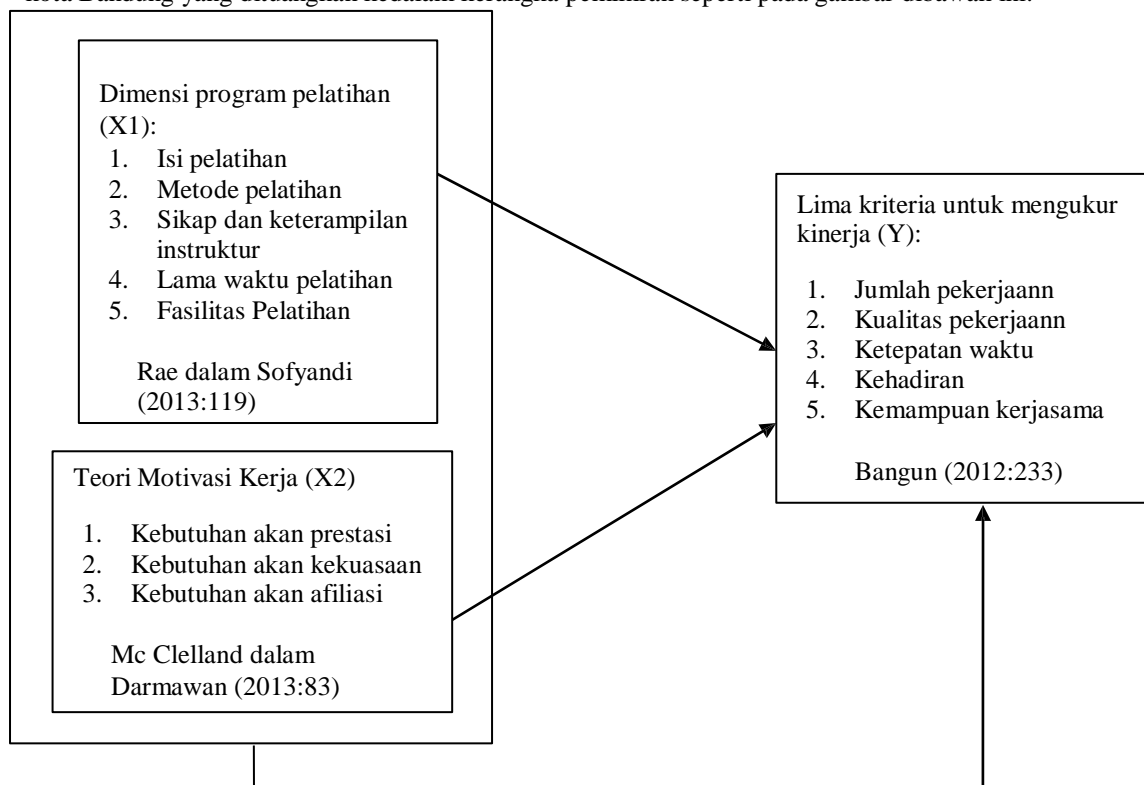 kota Bandung yang dituangkan kedalam kerangka pemikiran seperti pada gambar dibawah ini:
Dimensi program pelatihan
(X1):
1. Isi pelatihan
2. Metode pelatihan
3. Sikap dan keterampilan
instruktur
4. Lama waktu pelatihan
5. Fasilitas Pelatihan
Rae dalam Sofyandi
(2013:119)
Teori Motivasi Kerja (X2)
1. Kebutuhan akan prestasi
2. Kebutuhan akan kekuasaan
3. Kebutuhan akan afiliasi
Mc Clelland dalam
Darmawan (2013:83)
Lima kriteria untuk mengukur
kinerja (Y):
1. Jumlah pekerjaann
2. Kualitas pekerjaann
3. Ketepatan waktu
4. Kehadiran
5. Kemampuan kerjasama
Bangun (2012:233)